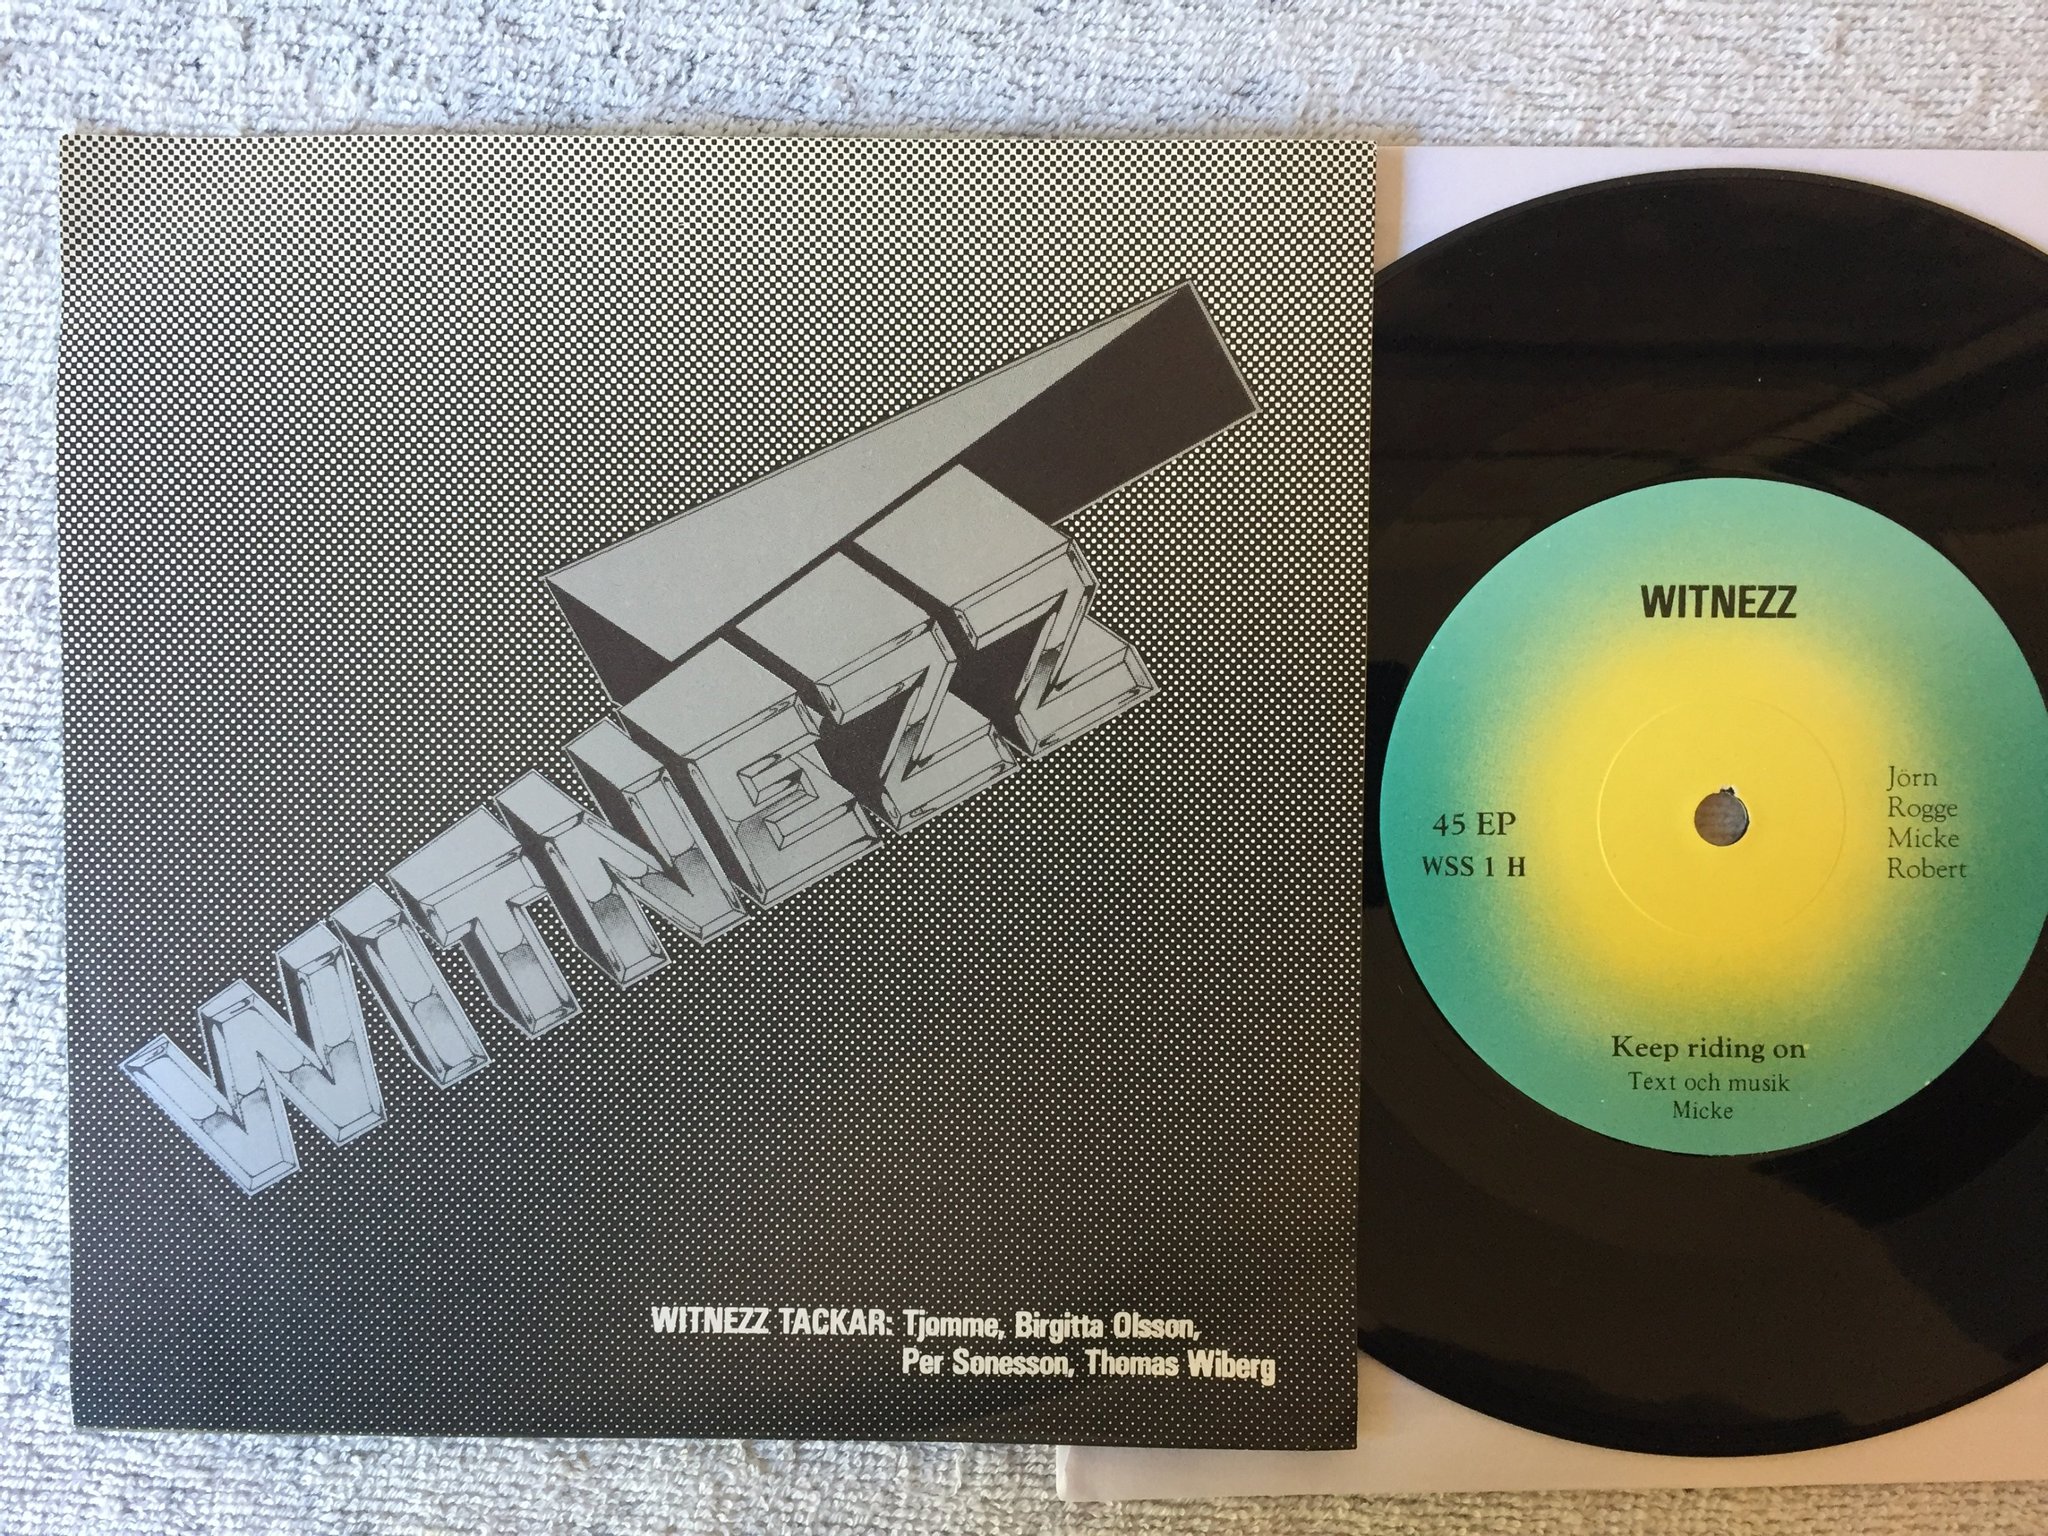 WITNEZZ
WITNEZZ TACKAR: Tjomme, Birgitta Olsson,
Per Sonesson, Thomas Wiberg
WITNEZZ
45 EP
WSS 1 H
Jörn
Rogge
Micke
Robert
Keep riding on
Text och musik
Micke